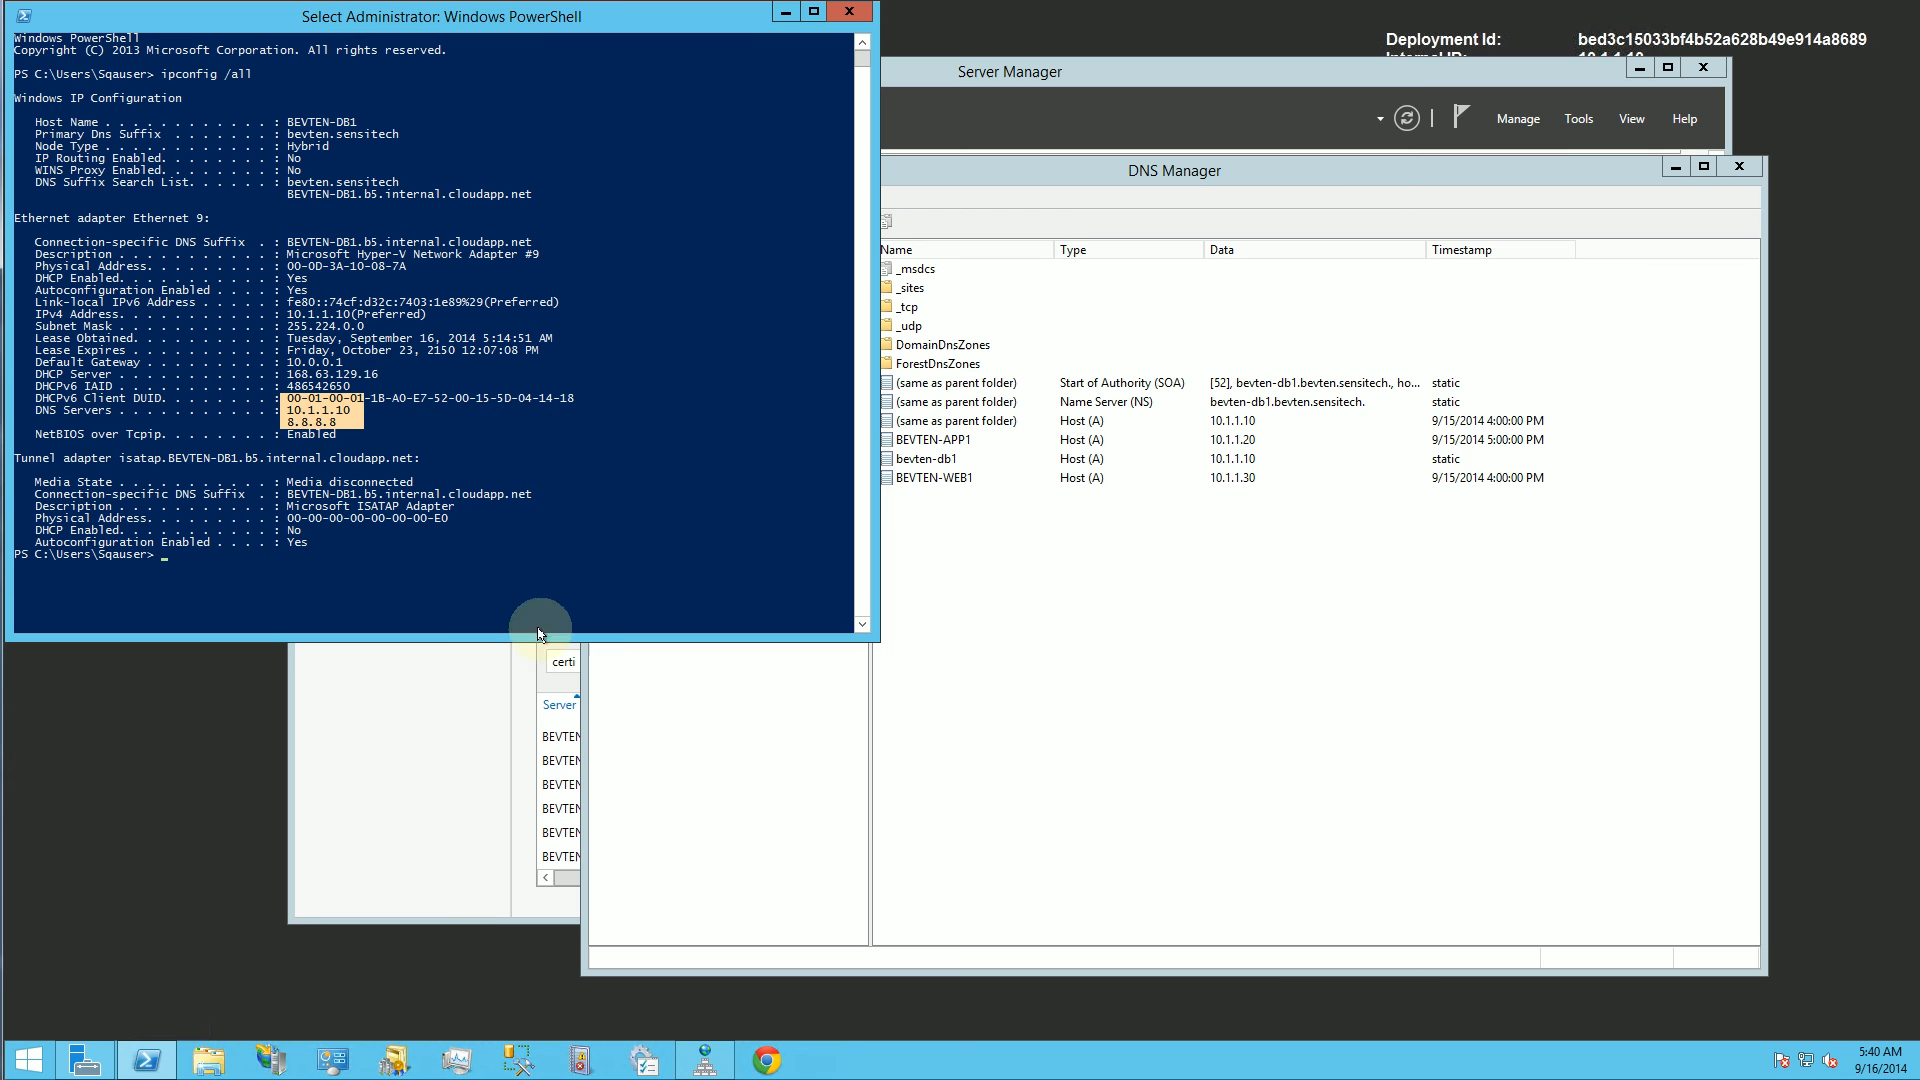 Select Administrator: Windows PowerShell
Windows PowerShell
Copyright (C) 2013 Microsoft Corporation. All rights reserved.
PS C:\Users\Sqauser> ipconfig /all
Windows IP Configuration
Host Name . . . . . . . . . . . . : BEVTEN-DB1
Primary Dns Suffix  . . . . . . . : bevten.sensitech
Node Type . . . . . . . . . . . . : Hybrid
IP Routing Enabled. . . . . . . . : No
WINS Proxy Enabled. . . . . . . . : No
DNS Suffix Search List. . . . . . : bevten.sensitech
BEVTEN-DB1.b5.internal.cloudapp.net
Ethernet adapter Ethernet 9:
Connection-specific DNS Suffix  . : BEVTEN-DB1.b5.internal.cloudapp.net
Description . . . . . . . . . . . : Microsoft Hyper-V Network Adapter #9
Physical Address. . . . . . . . . : 00-0D-3A-10-08-7A
DHCP Enabled. . . . . . . . . . . : Yes
Autoconfiguration Enabled . . . . : Yes
Link-local IPv6 Address . . . . . : fe80::74cf:d32c:7403:1e89%29(Preferred)
IPv4 Address. . . . . . . . . . . : 10.1.1.10(Preferred)
Subnet Mask . . . . . . . . . . . : 255.224.0.0
Lease Obtained. . . . . . . . . . : Tuesday, September 16, 2014 5:14:51 AM
Lease Expires . . . . . . . . . . : Friday, October 23, 2150 12:07:08 PM
Default Gateway . . . . . . . . . : 10.0.0.1
DHCP Server . . . . . . . . . . . : 168.63.129.16
DHCPv6 IAID . . . . . . . . . . . : 486542650
DHCPv6 Client DUID. . . . . . . . : 00-01-00-01-1B-A0-E7-52-00-15-5D-04-14-18
DNS Servers . . . . . . . . . . . : 10.1.1.10
8.8.8.8
NetBIOS over Tcpip. . . . . . . . : Enabled
Tunnel adapter isatap.BEVTEN-DB1.b5.internal.cloudapp.net:
Media State . . . . . . . . . . . : Media disconnected
Connection-specific DNS Suffix  . : BEVTEN-DB1.b5.internal.cloudapp.net
Description . . . . . . . . . . . : Microsoft ISATAP Adapter
Physical Address. . . . . . . . . : 00-00-00-00-00-00-00-E0
DHCP Enabled. . . . . . . . . . . : No
Autoconfiguration Enabled . . . . : Yes
PS C:\Users\Sqauser>
Deployment Id: bed3c15033bf4b52a628b49e914a8689
Server Manager
Manage Tools View Help
DNS Manager
Name Type Data Timestamp
_msdcs
_sites
_tcp
_udp
DomainDnsZones
ForestDnsZones
(same as parent folder) Start of Authority (SOA) [52], bevten-db1.bevten.sensitech., ho... static
(same as parent folder) Name Server (NS) bevten-db1.bevten.sensitech. static
(same as parent folder) Host (A) 10.1.1.10 9/15/2014 4:00:00 PM
BEVTEN-APP1 Host (A) 10.1.1.20 9/15/2014 5:00:00 PM
bevten-db1 Host (A) 10.1.1.10 static
BEVTEN-WEB1 Host (A) 10.1.1.30 9/15/2014 4:00:00 PM
certi
Server
BEVTEN
BEVTEN
BEVTEN
BEVTEN
BEVTEN
BEVTEN
5:40 AM
9/16/2014